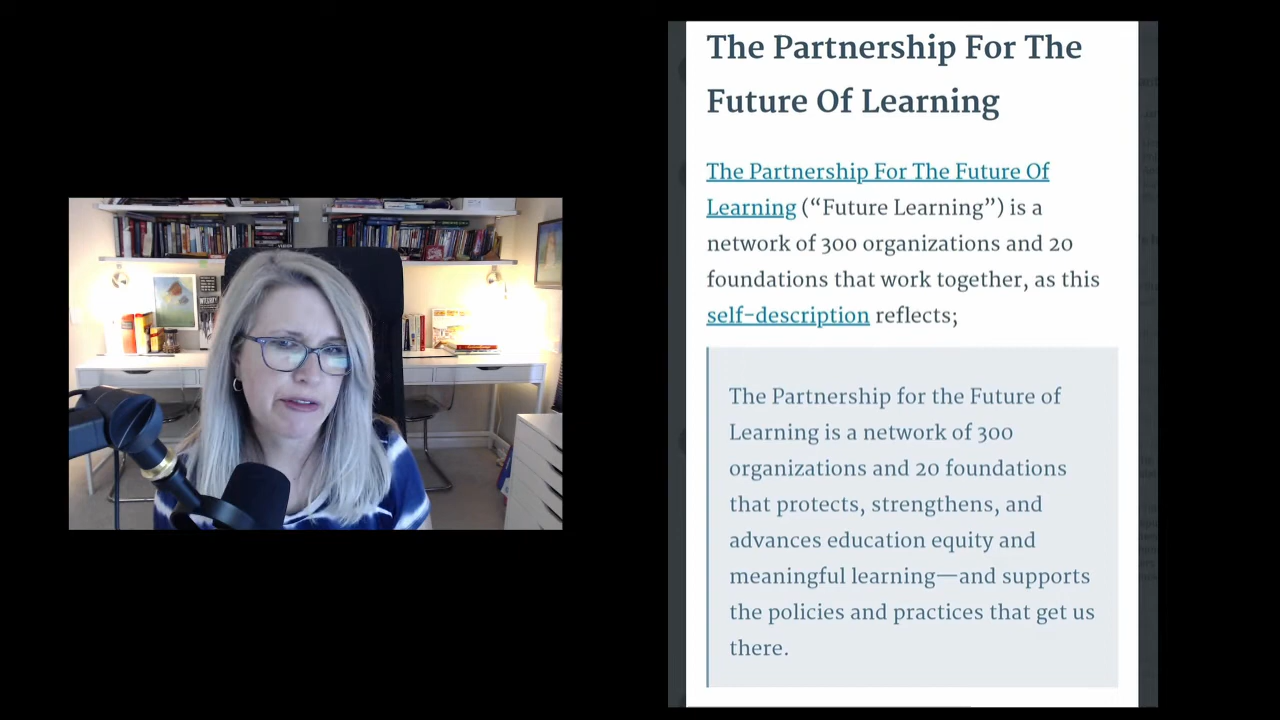 The Partnership For The
Future Of Learning
The Partnership For The Future Of
Learning (“Future Learning”) is a
network of 300 organizations and 20
foundations that work together, as this
self-description reflects;
The Partnership for the Future of
Learning is a network of 300
organizations and 20 foundations
that protects, strengthens, and
advances education equity and
meaningful learning—and supports
the policies and practices that get us
there.